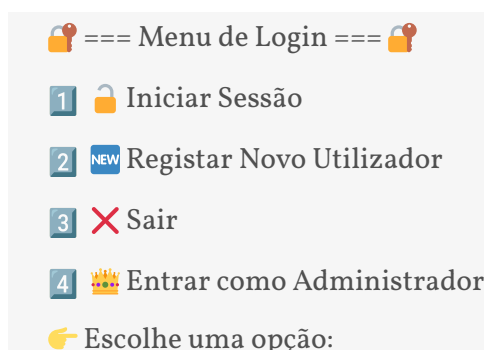 🔐 === Menu de Login === 🔐
1️⃣ 🔓 Iniciar Sessão
2️⃣ 🆕 Registar Novo Utilizador
3️⃣ ❌ Sair
4️⃣ 👑 Entrar como Administrador
👉 Escolhe uma opção: